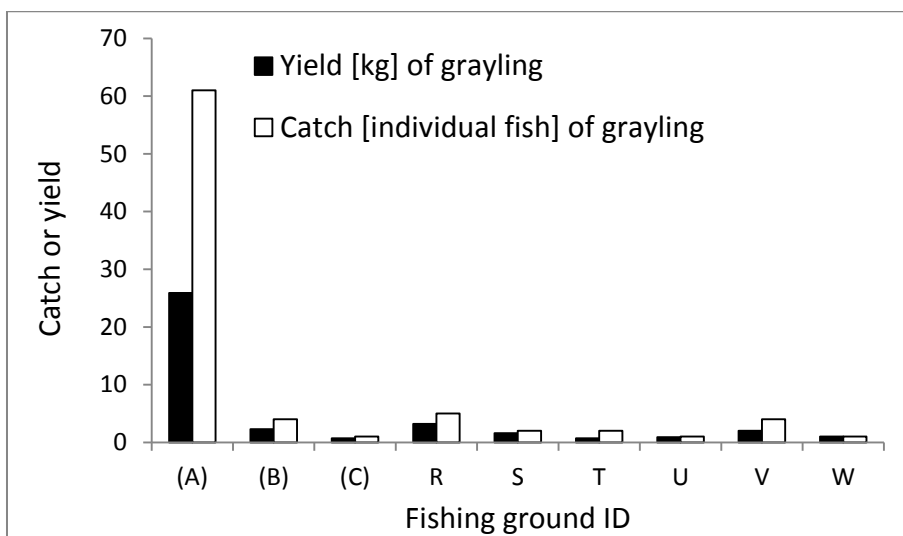 70
60
50
40
30
20
10
0
Catch or yield
Yield [kg] of grayling
Catch [individual fish] of grayling
(A) (B) (C) R S T U V W
Fishing ground ID